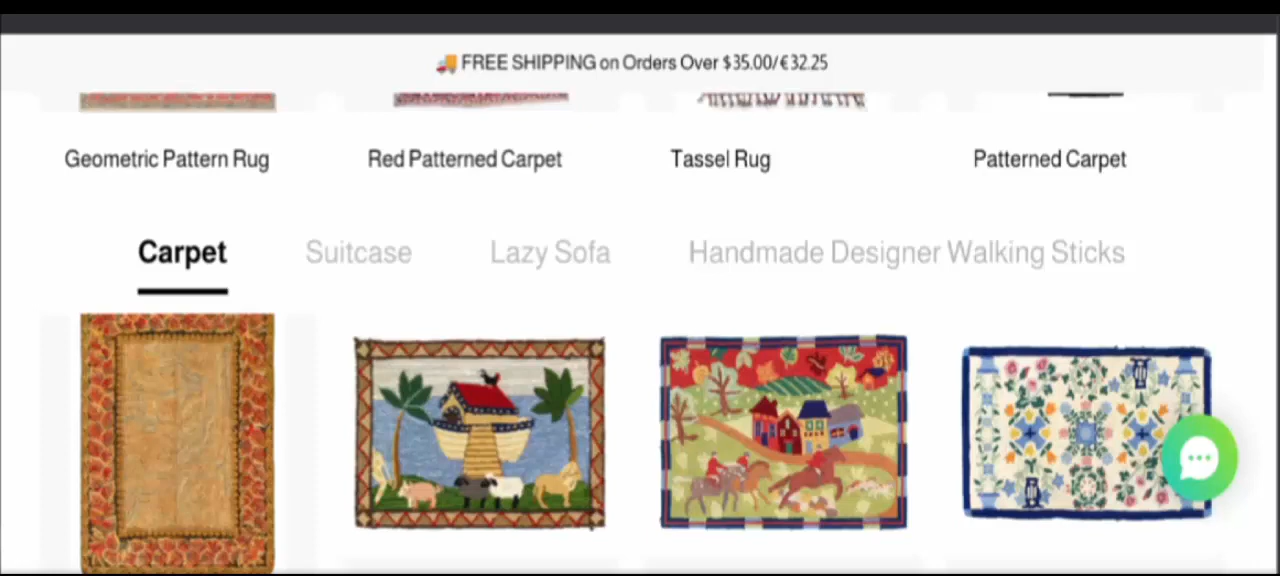 🚚 FREE SHIPPING on Orders Over $35.00/€32.25
Geometric Pattern Rug
Red Patterned Carpet
Tassel Rug
Patterned Carpet
Carpet
Suitcase
Lazy Sofa
Handmade Designer Walking Sticks